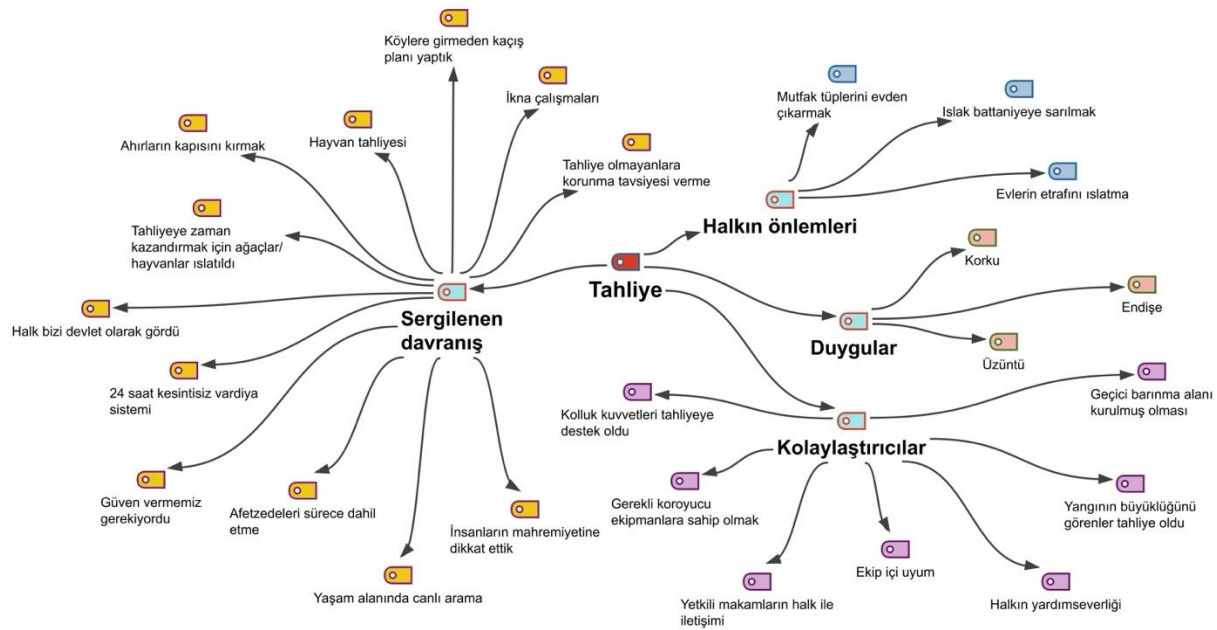 Köylere girmeden kaçış
planı yaptık
İkna çalışmaları
Mutfak tüplerini evden
çıkarmak
Islak battaniyeye sarılmak
Ahırların kapısını kırmak
Hayvan tahliyesi
Tahliye olmayanlara
korunma tavsiyesi verme
Evlerin etrafını ıslatma
Halkın önlemleri
Tahliyeye zaman
kazandırmak için ağaçlar/
hayvanlar ıslatıldı
Korku
Tahliye
Endişe
Halk bizi devlet olarak gördü
Sergilenen
davranış
Duygular
Üzüntü
24 saat kesintisiz vardiya
sistemi
Kolluk kuvvetleri tahliyeye
destek oldu
Geçici barınma alanı
kurulmuş olması
Kolaylaştırıcılar
Güven vermemiz
gerekiyordu
Afetzedeleri sürece dahil
etme
İnsanların mahremiyetine
dikkat ettik
Gerekli koroyucu
ekipmanlara sahip olmak
Yangının büyüklüğünü
görenler tahliye oldu
Ekip içi uyum
Yaşam alanında canlı arama
Yetkili makamların halk ile
iletişimi
Halkın yardımseverliği